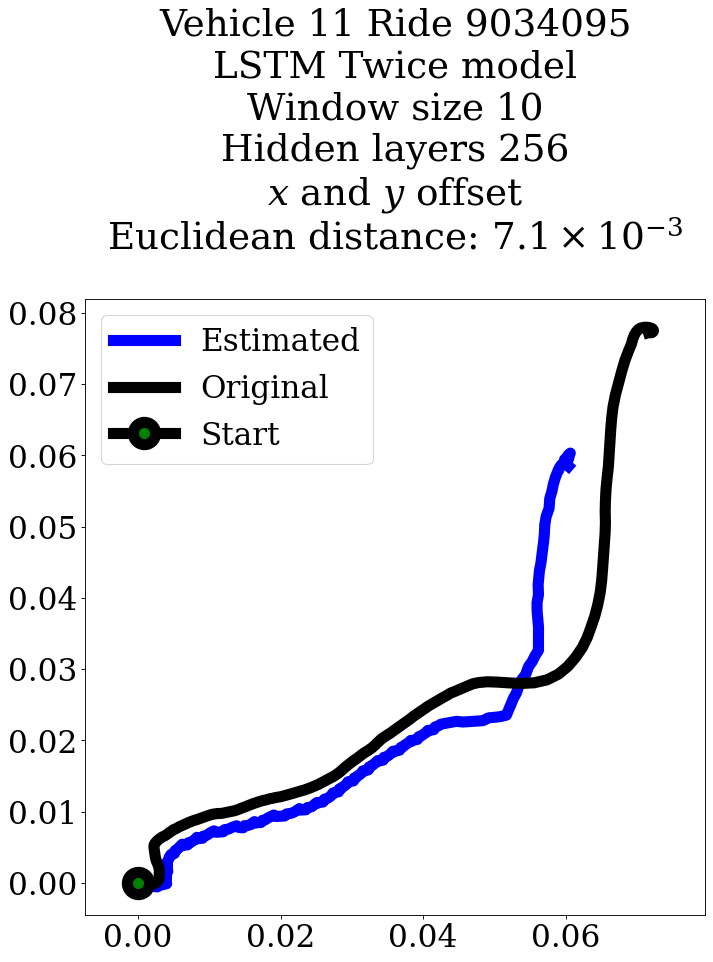 Vehicle 11 Ride 9034095
LSTM Twice model
Window size 10
Hidden layers 256
x and y offset
Euclidean distance: 7.1 × 10⁻³
0.08
0.07
0.06
0.05
0.04
0.03
0.02
0.01
0.00
Estimated
Original
Start
0.00 0.02 0.04 0.06